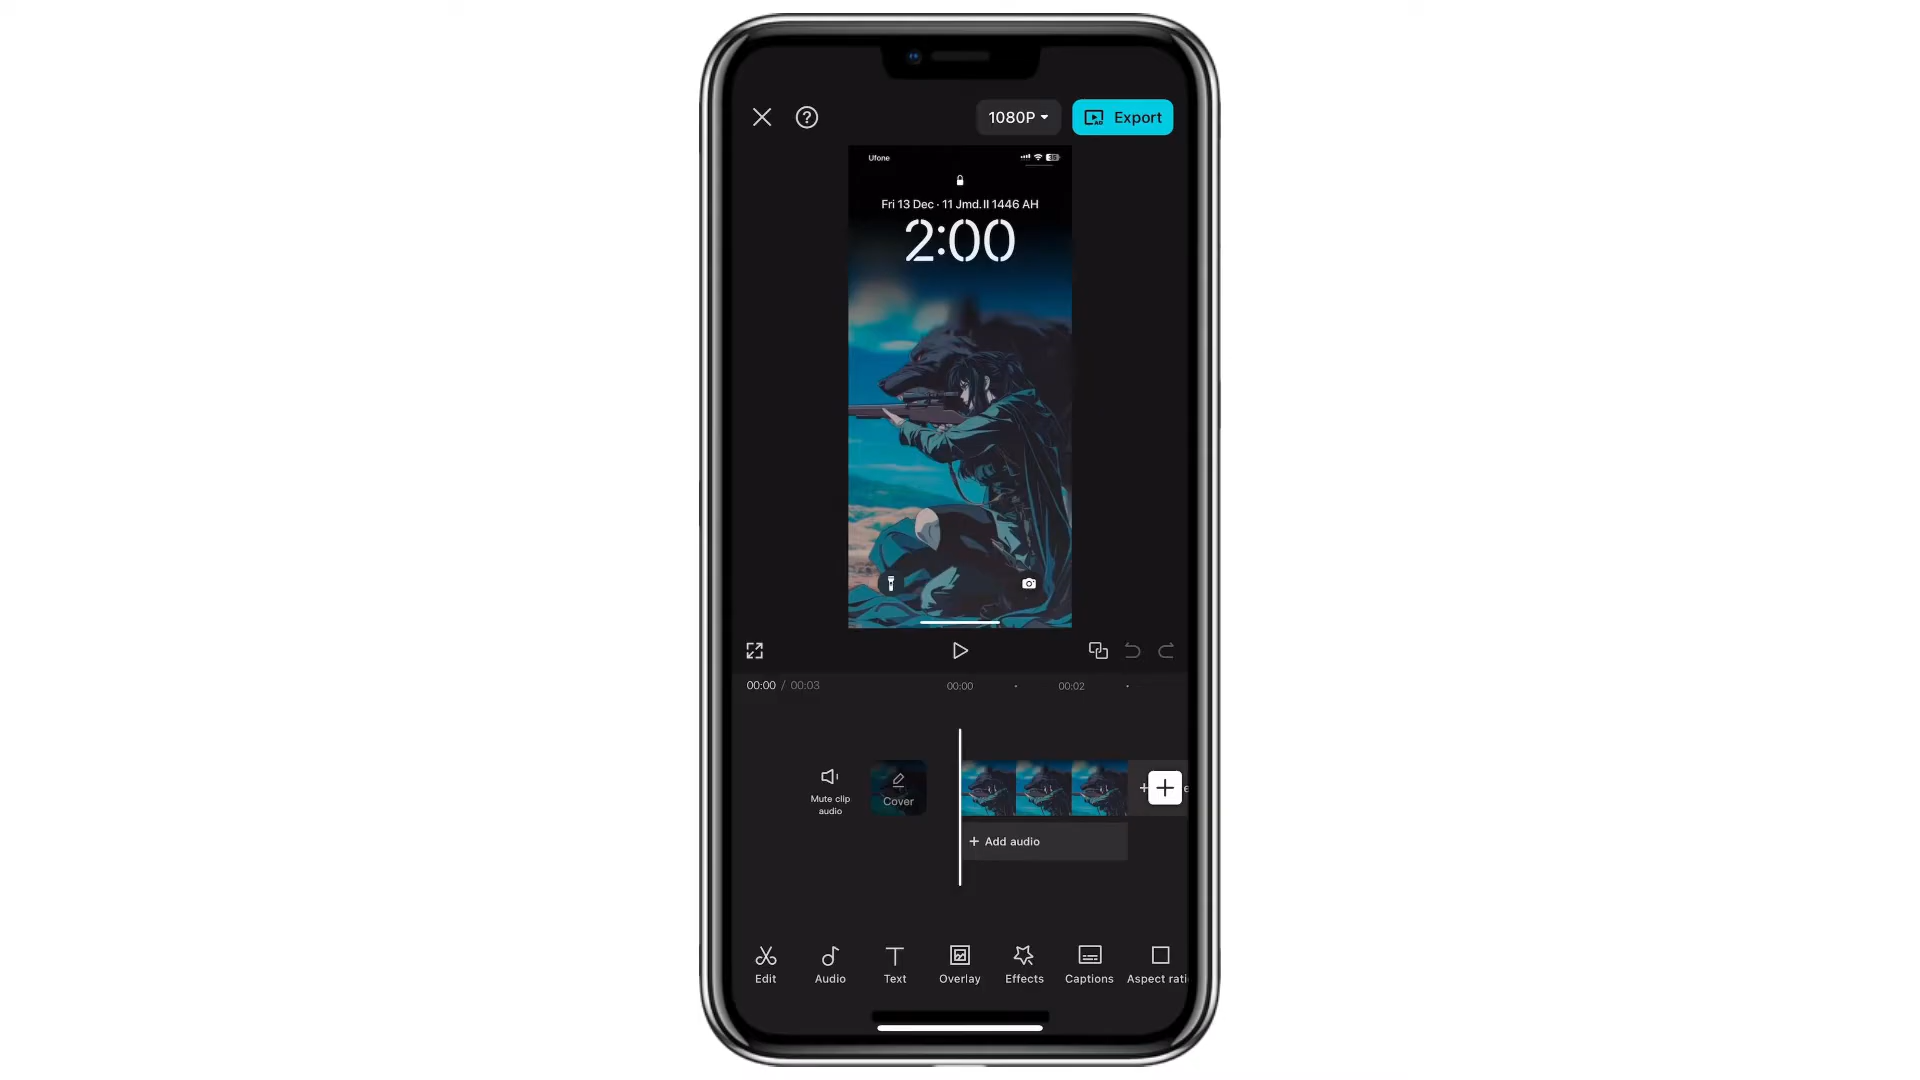 1080P
Export
Ufone
Fri 13 Dec · 11 Jmd. II 1446 AH
2:00
00:00 / 00:03
00:00
00:02
Mute clip
audio
Cover
+ Add audio
Edit
Audio
Text
Overlay
Effects
Captions
Aspect rati